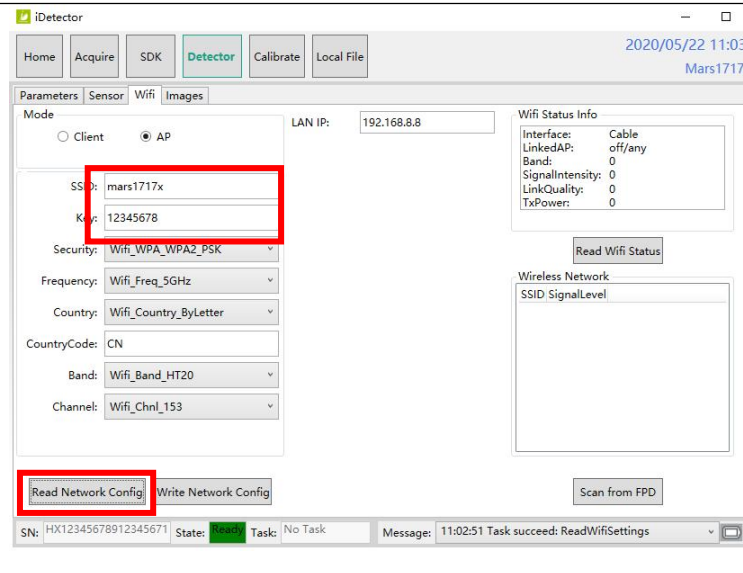 iDetector
Home Acquire SDK Detector Calibrate Local File
2020/05/22 11:03
Mars1717
Parameters Sensor Wifi Images
Mode
Client AP
LAN IP: 192.168.8.8
SSID: mars1717x
Key: 12345678
Security: Wifi_WPA_WPA2_PSK
Frequency: Wifi_Freq_5GHz
Country: Wifi_Country_ByLetter
CountryCode: CN
Band: Wifi_Band_HT20
Channel: Wifi_Chnl_153
Wifi Status Info
Interface: Cable
LinkedAP: off/any
Band: 0
SignalIntensity: 0
LinkQuality: 0
TxPower: 0
Read Wifi Status
Wireless Network
SSID SignalLevel
Read Network Config Write Network Config
Scan from FPD
SN: HX12345678912345671 State: Ready Task: No Task Message: 11:02:51 Task succeed: ReadWifiSettings